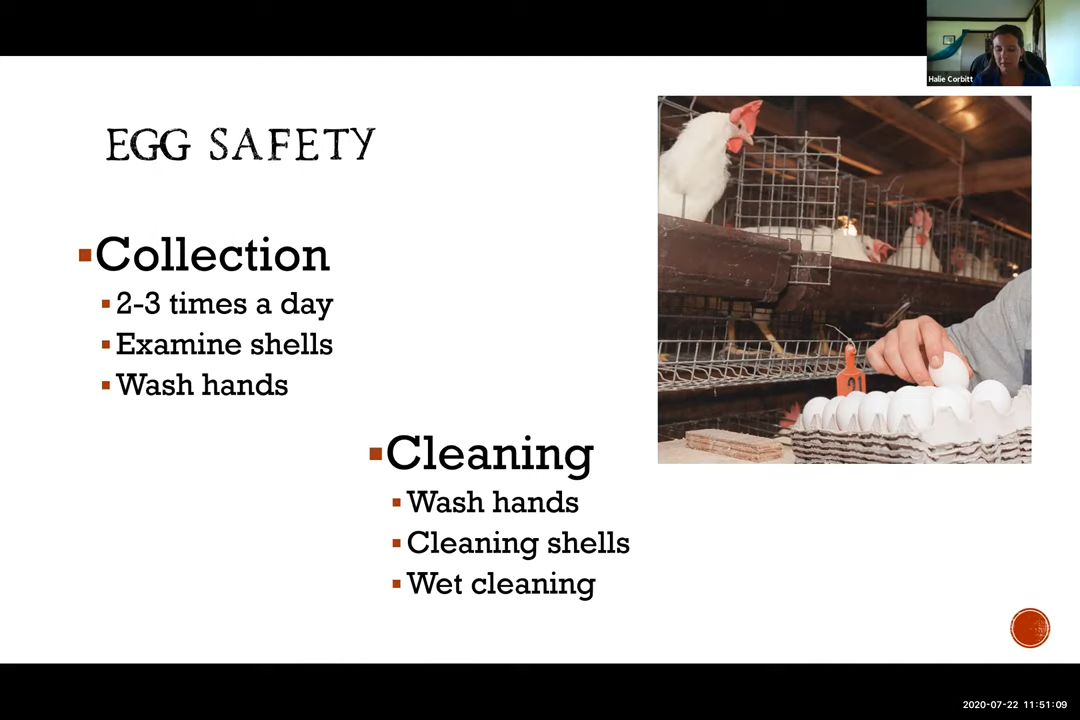 Halie Corbitt
EGG SAFETY
Collection
2-3 times a day
Examine shells
Wash hands
Cleaning
Wash hands
Cleaning shells
Wet cleaning
2020-07-22 11:51:09